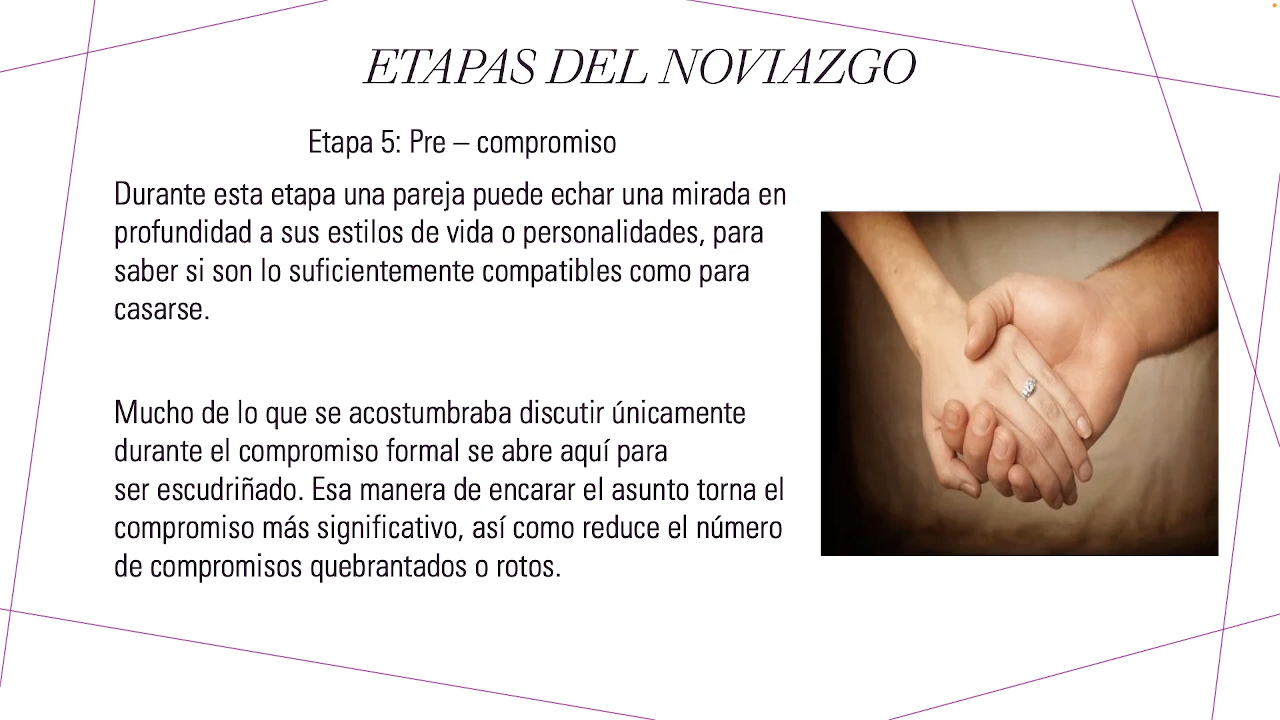 ETAPAS DEL NOVIAZGO
Etapa 5: Pre – compromiso
Durante esta etapa una pareja puede echar una mirada en
profundidad a sus estilos de vida o personalidades, para
saber si son lo suficientemente compatibles como para
casarse.
Mucho de lo que se acostumbraba discutir únicamente
durante el compromiso formal se abre aquí para
ser escudriñado. Esa manera de encarar el asunto torna el
compromiso más significativo, así como reduce el número
de compromisos quebrantados o rotos.